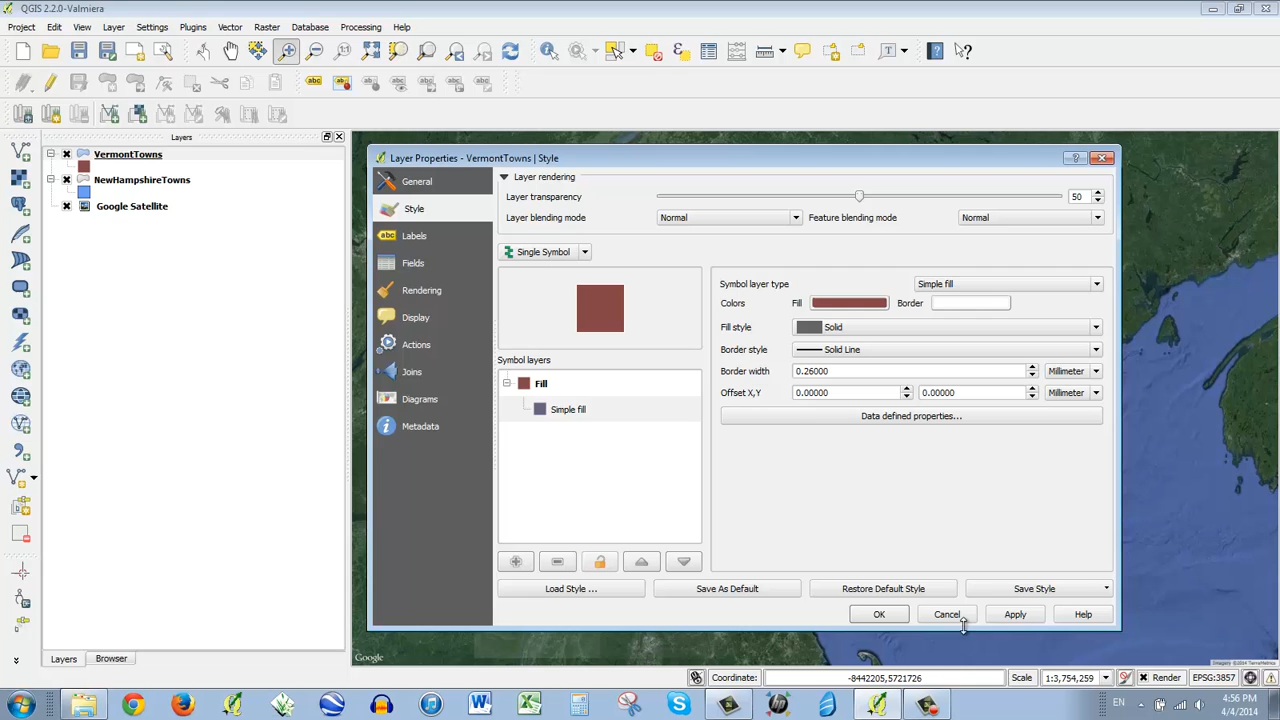 QGIS 2.2.0-Valmiera
Project Edit View Layer Settings Plugins Vector Raster Database Processing Help
Layers
VermontTowns
NewHampshireTowns
Google Satellite
Layer Properties - VermontTowns | Style
General
Style
Labels
Fields
Rendering
Display
Actions
Joins
Diagrams
Metadata
Layer rendering
Layer transparency 50
Layer blending mode Normal Feature blending mode Normal
Single Symbol
Symbol layers
Fill
Simple fill
Symbol layer type Simple fill
Colors Fill Border
Fill style Solid
Border style Solid Line
Border width 0.26000 Millimeter
Offset X,Y 0.00000 0.00000 Millimeter
Data defined properties...
Load Style ... Save As Default Restore Default Style Save Style
OK Cancel Apply Help
Google
Layers Browser
Coordinate: -8442205,5721726 Scale 1:3,754,259 Render EPSG:3857
EN 4:56 PM
4/4/2014